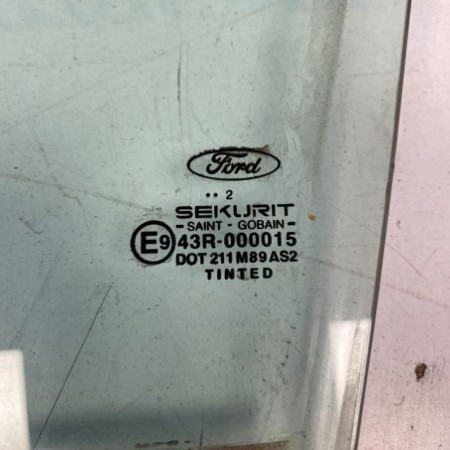 Ford
•• 2
SEKURIT
- SAINT - GOBAIN -
E9 43R-000015
DOT 211 M89 AS2
TINTED